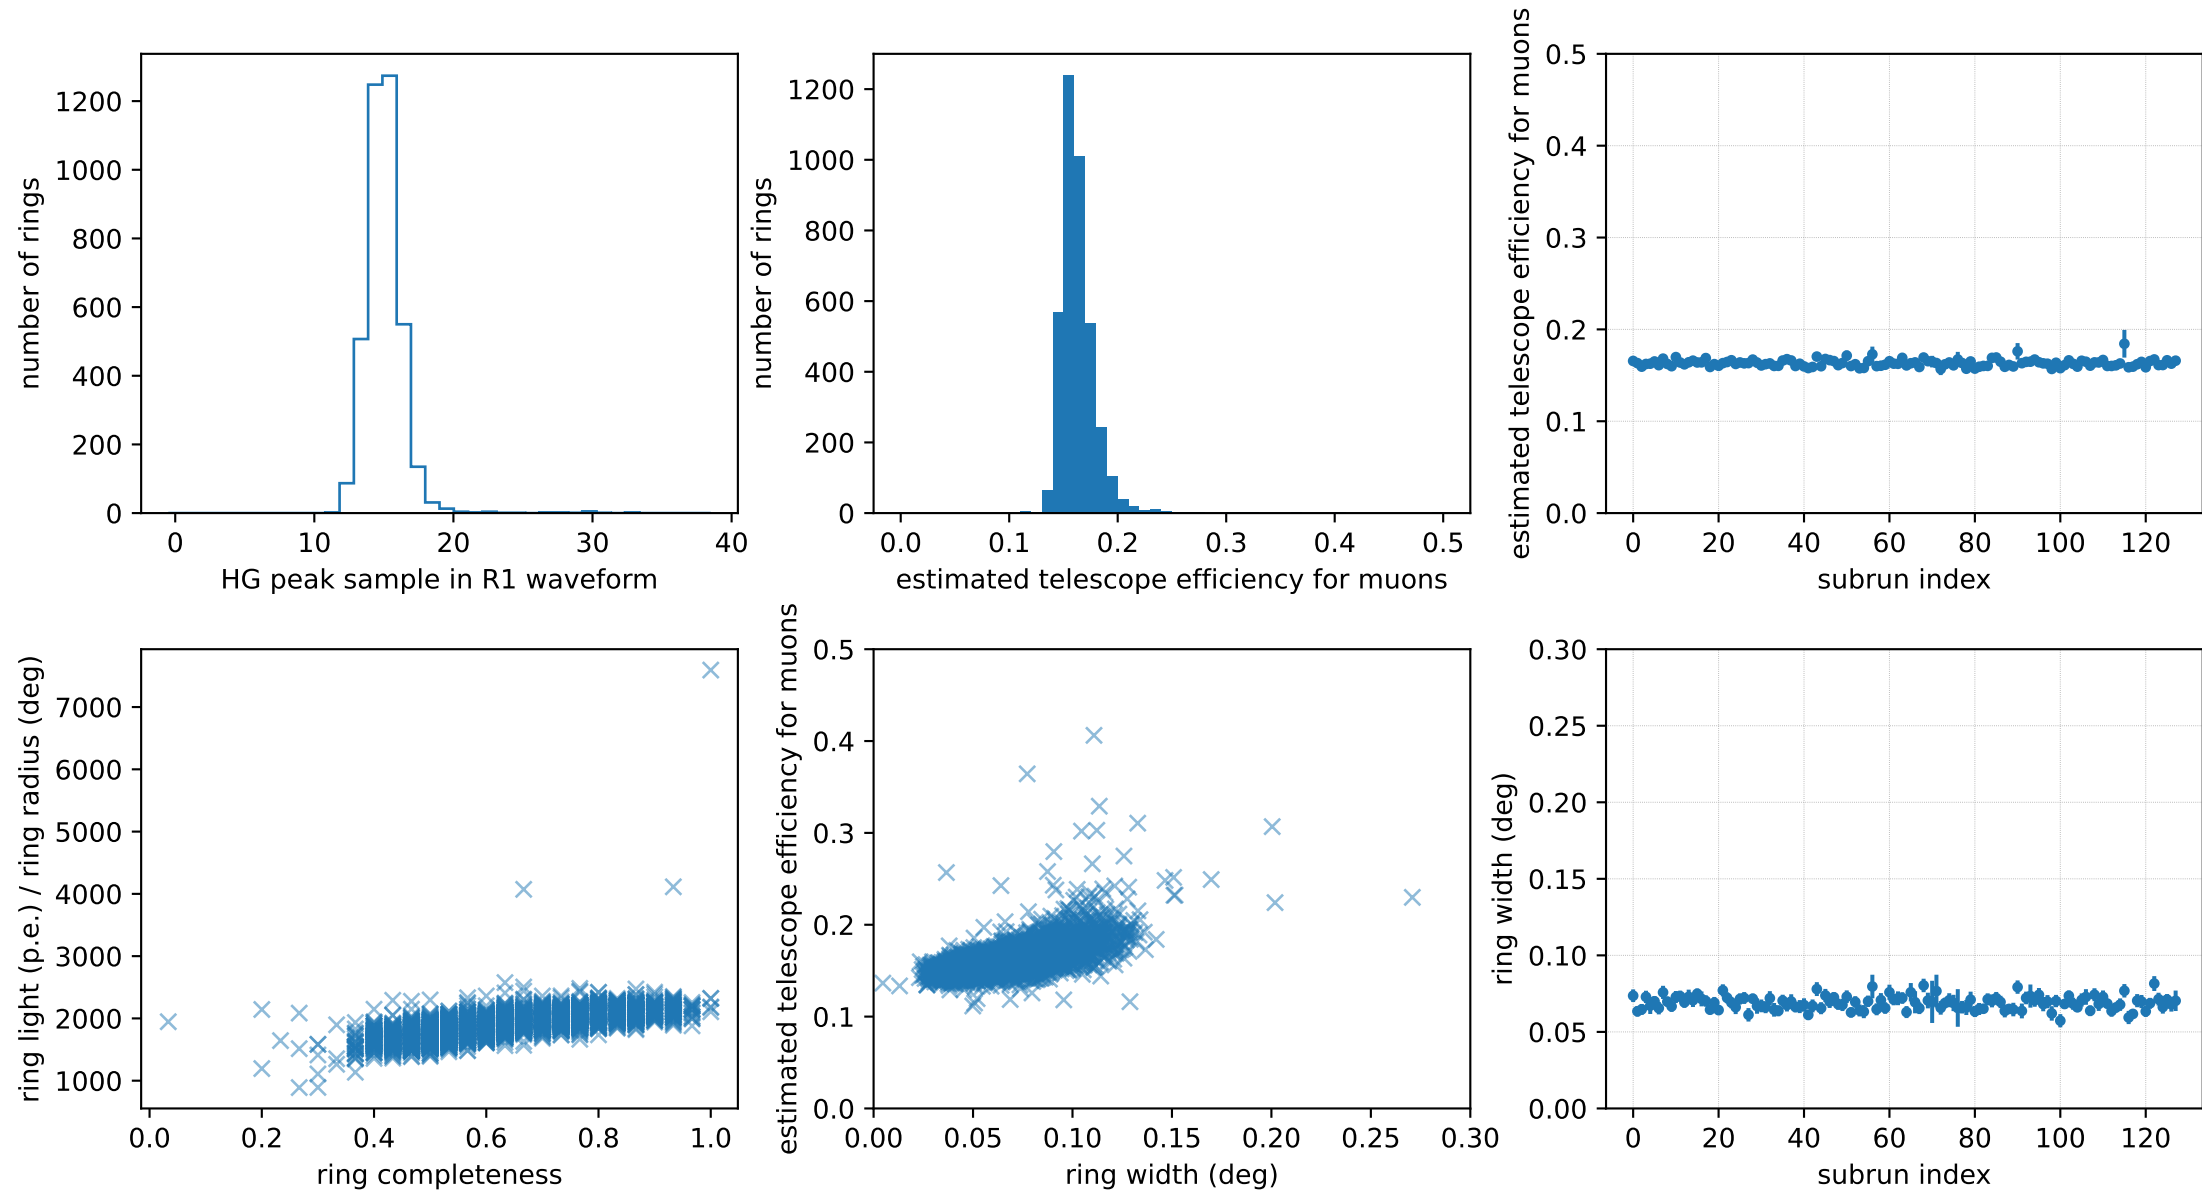 number of rings
1200
1000
800
600
400
200
0
0 10 20 30 40
HG peak sample in R1 waveform
number of rings
1200
1000
800
600
400
200
0
0.0 0.1 0.2 0.3 0.4 0.5
estimated telescope efficiency for muons
estimated telescope efficiency for muons
0.5
0.4
0.3
0.2
0.1
0.0
0 20 40 60 80 100 120
subrun index
ring light (p.e.) / ring radius (deg)
7000
6000
5000
4000
3000
2000
1000
0.0 0.2 0.4 0.6 0.8 1.0
ring completeness
estimated telescope efficiency for muons
0.5
0.4
0.3
0.2
0.1
0.0
0.00 0.05 0.10 0.15 0.20 0.25 0.30
ring width (deg)
ring width (deg)
0.30
0.25
0.20
0.15
0.10
0.05
0.00
0 20 40 60 80 100 120
subrun index